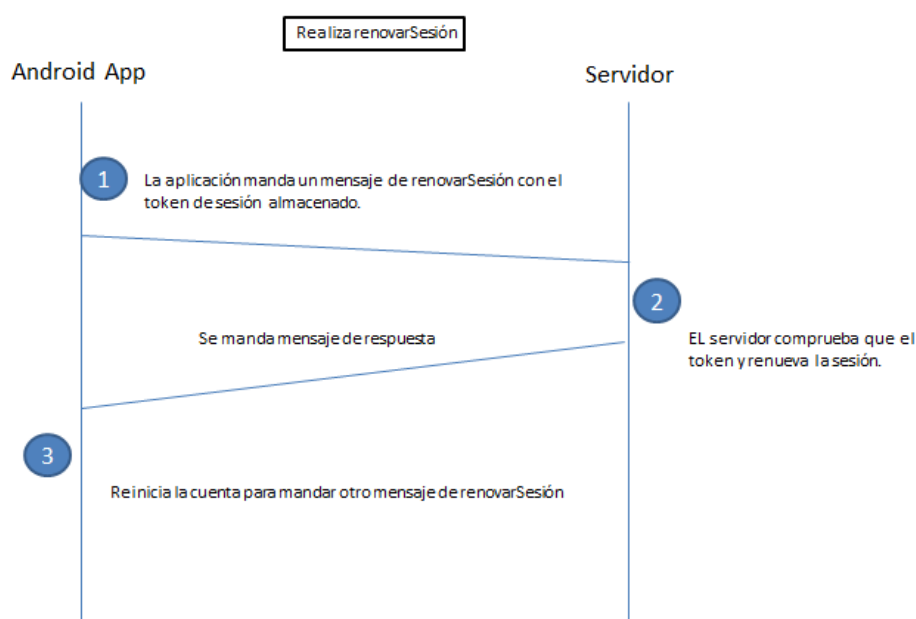 Realiza renovarSesión
Android App
Servidor
1
La aplicación manda un mensaje de renovarSesión con el
token de sesión almacenado.
2
Se manda mensaje de respuesta
EL servidor comprueba que el
token y renueva la sesión.
3
Reinicia la cuenta para mandar otro mensaje de renovarSesión